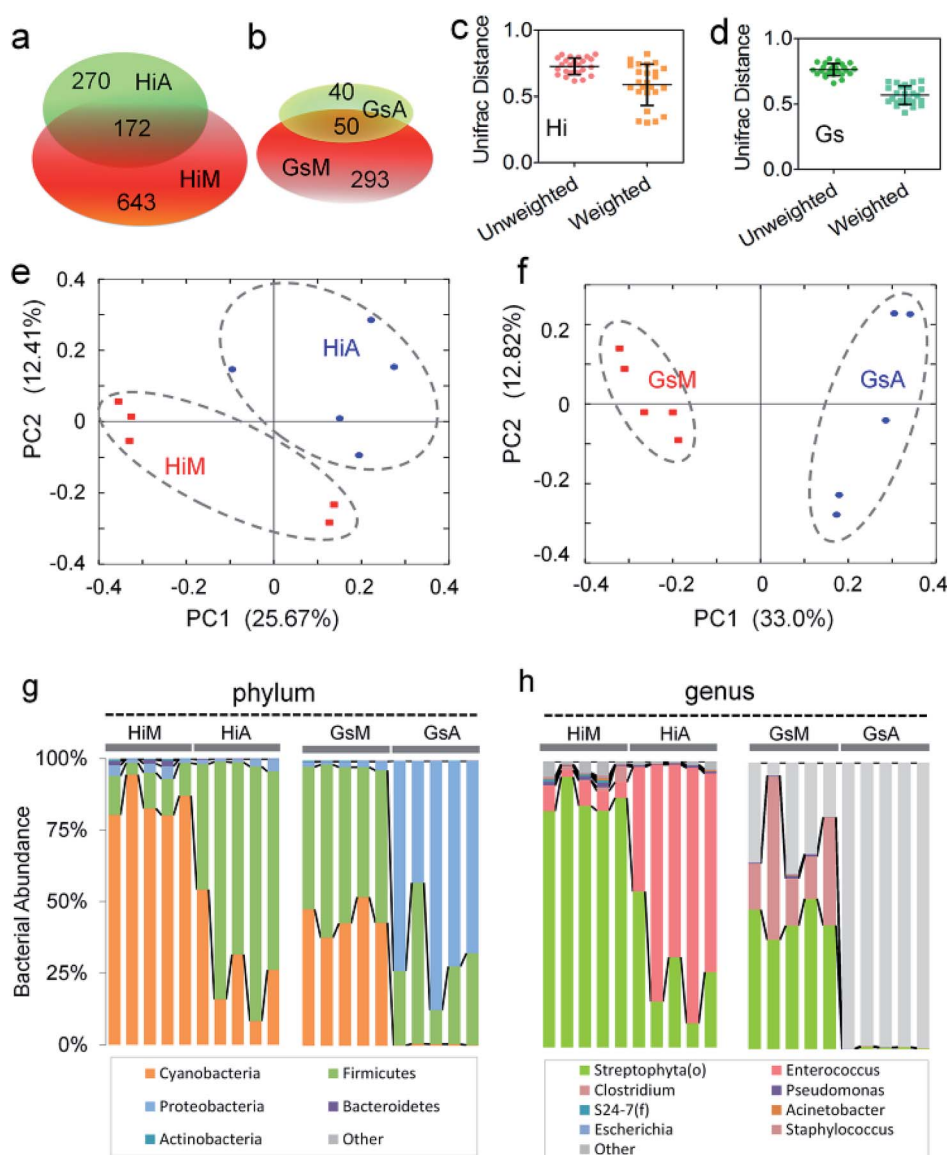 a
270
HiA
172
HiM
643
b
40
GsA
50
GsM
293
c
Unifrac Distance
1.0
0.5
0.0
Hi
Unweighted
Weighted
d
Unifrac Distance
1.0
0.5
0.0
Gs
Unweighted
Weighted
e
PC2 (12.41%)
0.4
0.2
0
-0.2
-0.4
HiA
HiM
-0.4 -0.2 0 0.2 0.4
PC1 (25.67%)
f
PC2 (12.82%)
0.2
0
-0.2
-0.4
GsM
GsA
-0.4 -0.2 0 0.2 0.4
PC1 (33.0%)
g
phylum
HiM HiA GsM GsA
Bacterial Abundance
100%
75%
50%
25%
0%
Cyanobacteria Firmicutes
Proteobacteria Bacteroidetes
Actinobacteria Other
h
genus
HiM HiA GsM GsA
Streptophyta(o) Enterococcus
Clostridium Pseudomonas
S24-7(f) Acinetobacter
Escherichia Staphylococcus
Other